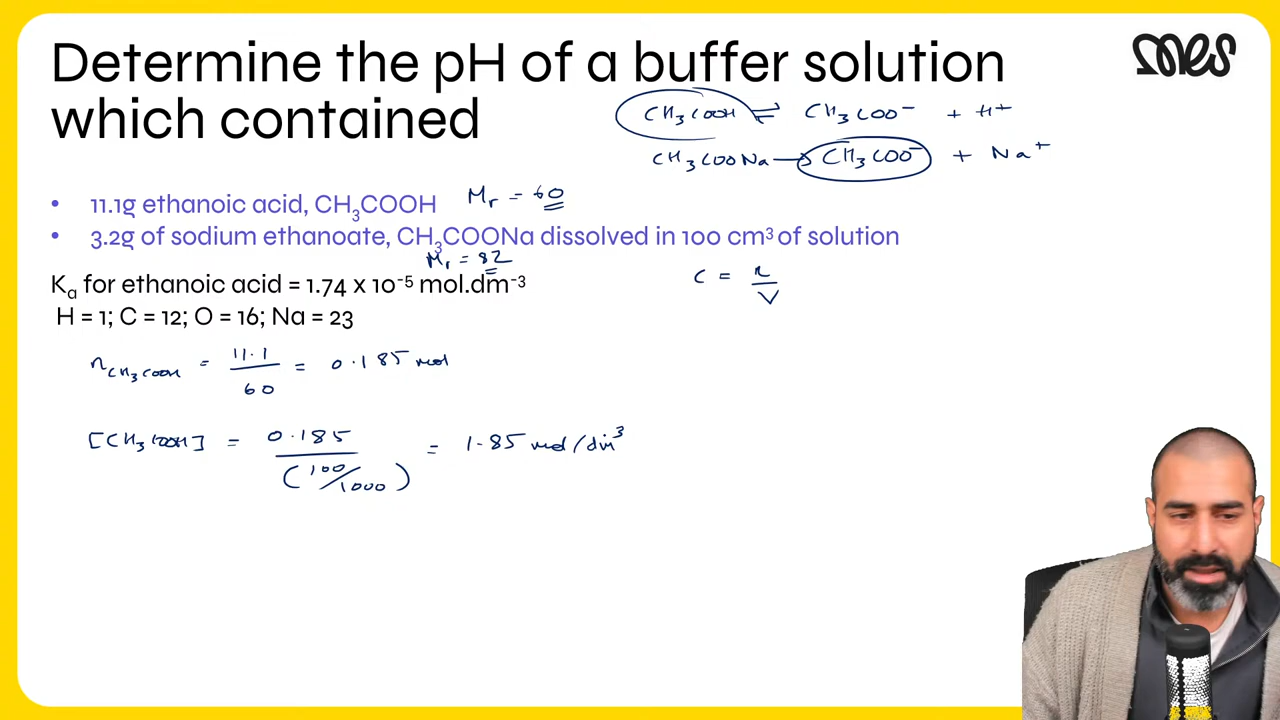 Determine the pH of a buffer solution
which contained
mes
CH₃COOH ⇌ CH₃COO⁻ + H⁺
CH₃COONa → CH₃COO⁻ + Na⁺
• 11.1g ethanoic acid, CH₃COOH Mᵣ = 60
• 3.2g of sodium ethanoate, CH₃COONa dissolved in 100 cm³ of solution
Mᵣ = 82
Kₐ for ethanoic acid = 1.74 x 10⁻⁵ mol.dm⁻³
c = n/V
H = 1; C = 12; O = 16; Na = 23
n CH₃COOH = 11.1/60 = 0.185 mol
[CH₃COOH] = 0.185/(100/1000) = 1.85 mol/dm³